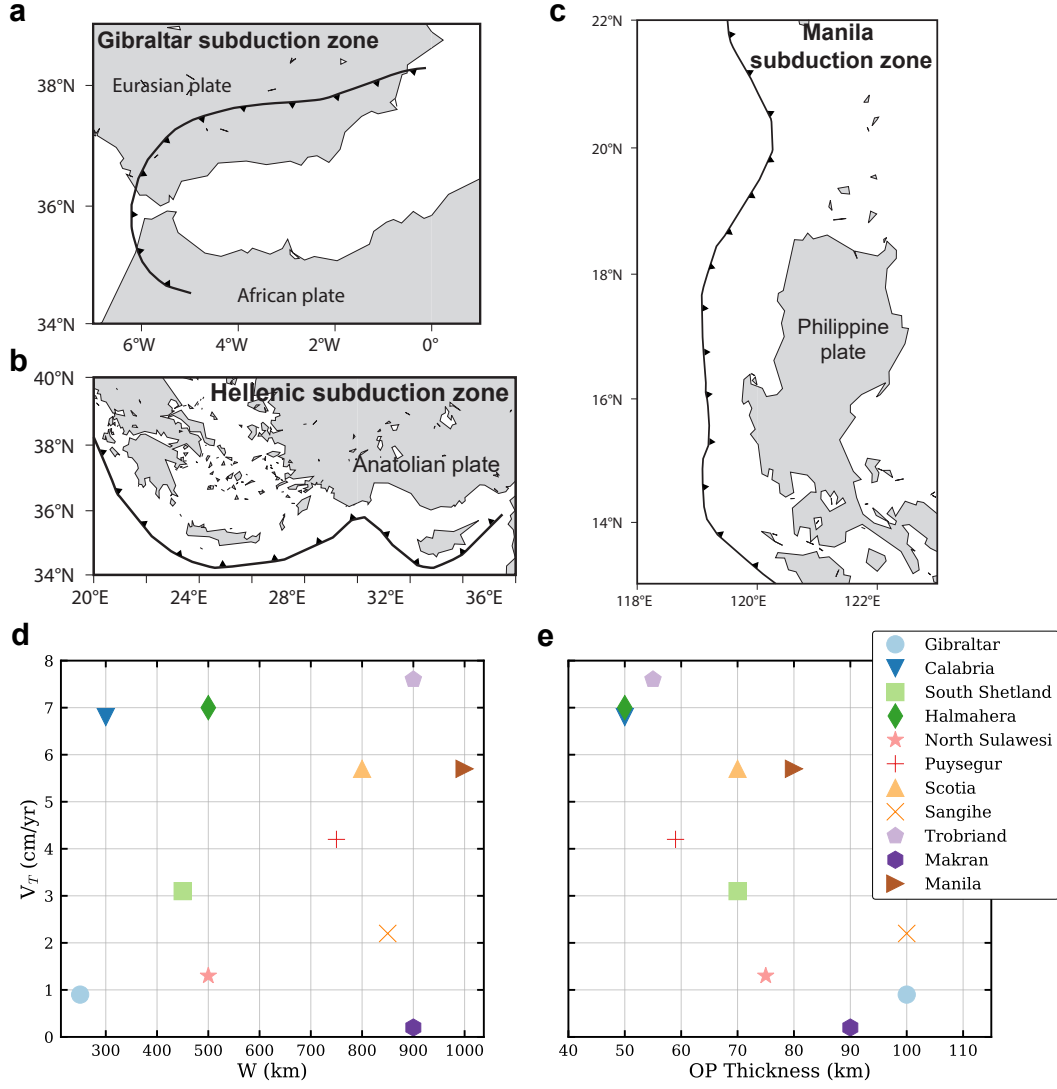 a
Gibraltar subduction zone
Eurasian plate
African plate
38°N
36°N
34°N
6°W
4°W
2°W
0°
b
Hellenic subduction zone
Anatolian plate
40°N
38°N
36°N
34°N
20°E
24°E
28°E
32°E
36°E
c
Manila
subduction zone
Philippine
plate
22°N
20°N
18°N
16°N
14°N
118°E
120°E
122°E
d
8
7
6
5
4
3
2
1
0
V_T (cm/yr)
300 400 500 600 700 800 900 1000
W (km)
e
40 50 60 70 80 90 100 110
OP Thickness (km)
Gibraltar
Calabria
South Shetland
Halmahera
North Sulawesi
Puysegur
Scotia
Sangihe
Trobriand
Makran
Manila